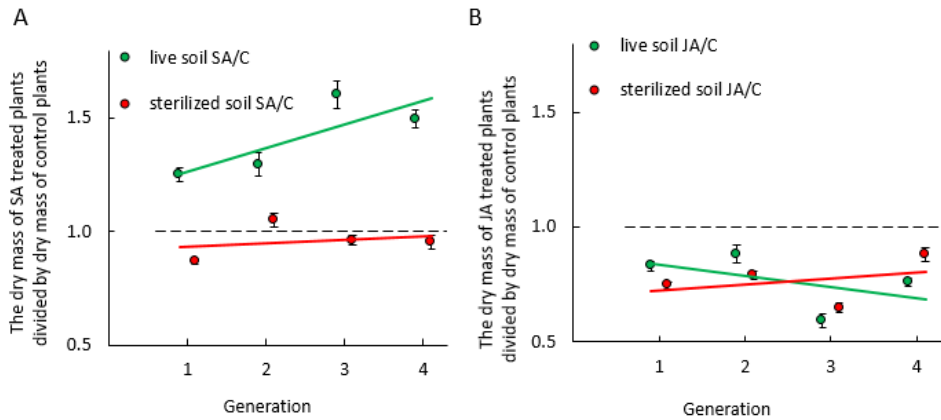 A
The dry mass of SA treated plants
divided by dry mass of control plants
live soil SA/C
sterilized soil SA/C
1.5
1.0
0.5
1 2 3 4
Generation
B
The dry mass of JA treated plants
divided by dry mass of control plants
live soil JA/C
sterilized soil JA/C
1.5
1.0
0.5
1 2 3 4
Generation